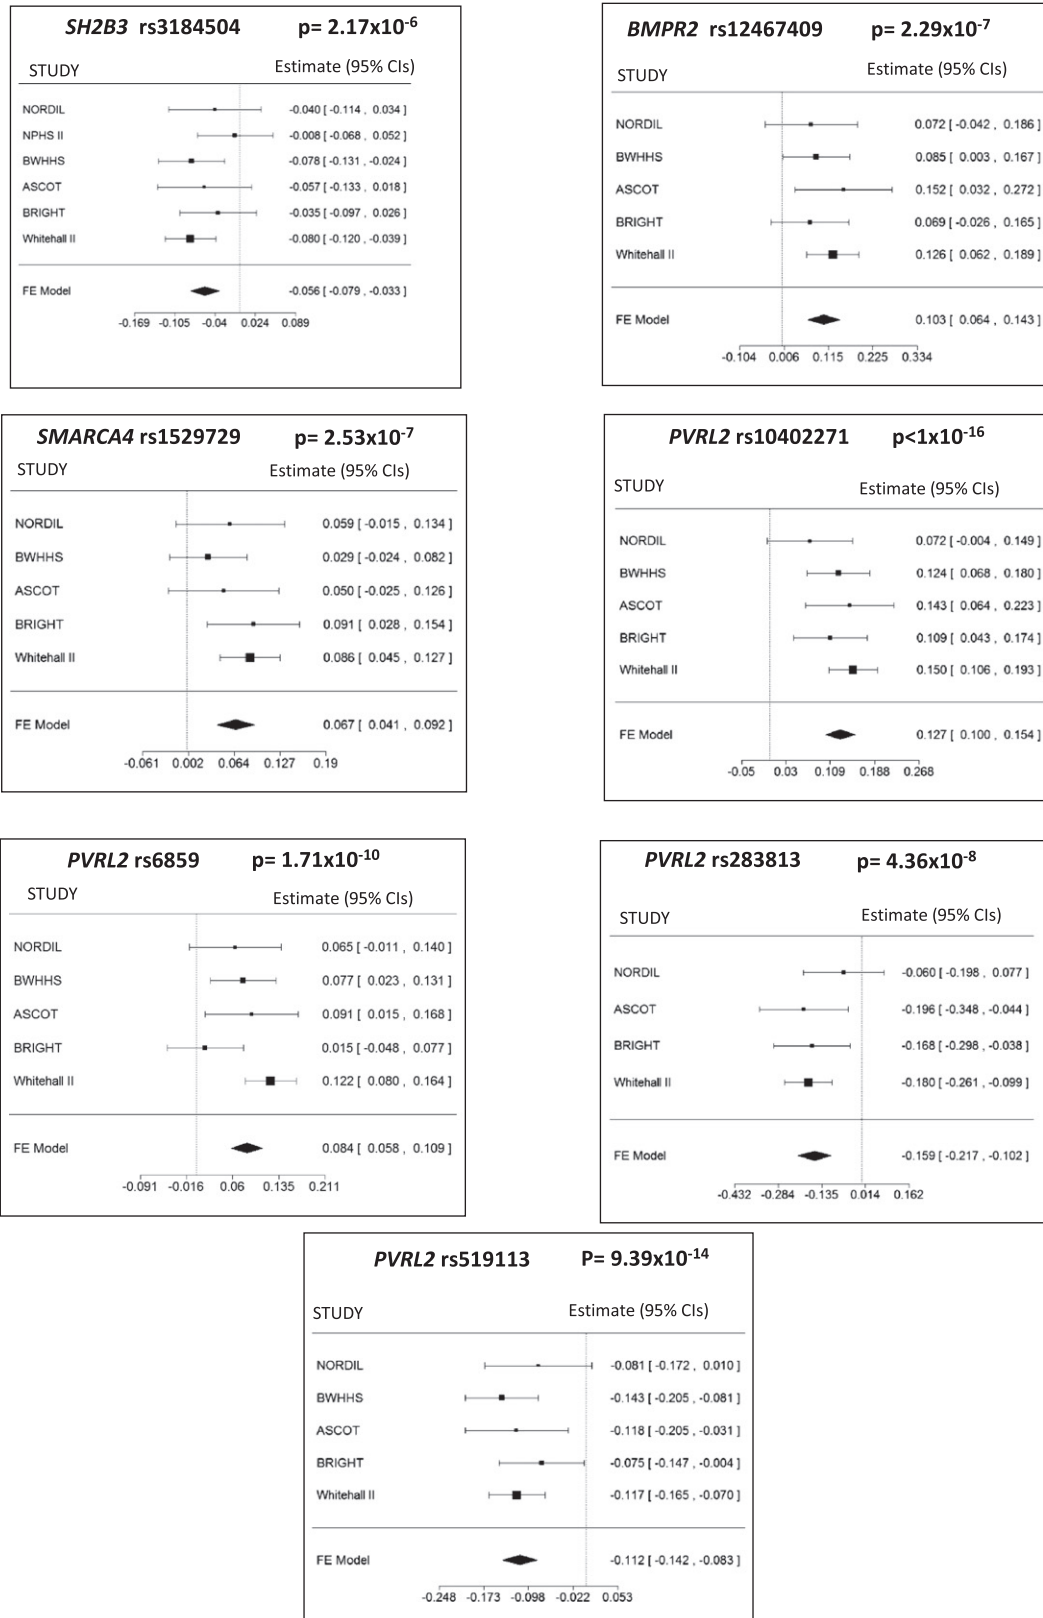 SH2B3 rs3184504 p= 2.17x10-6
STUDY Estimate (95% CIs)
NORDIL -0.040 [ -0.114 , 0.034 ]
NPHS II -0.008 [ -0.068 , 0.052 ]
BWHHS -0.078 [ -0.131 , -0.024 ]
ASCOT -0.057 [ -0.133 , 0.018 ]
BRIGHT -0.035 [ -0.097 , 0.026 ]
Whitehall II -0.080 [ -0.120 , -0.039 ]
FE Model -0.056 [ -0.079 , -0.033 ]
-0.169 -0.105 -0.04 0.024 0.089
BMPR2 rs12467409 p= 2.29x10-7
STUDY Estimate (95% CIs)
NORDIL 0.072 [ -0.042 , 0.186 ]
BWHHS 0.085 [ 0.003 , 0.167 ]
ASCOT 0.152 [ 0.032 , 0.272 ]
BRIGHT 0.069 [ -0.026 , 0.165 ]
Whitehall II 0.126 [ 0.062 , 0.189 ]
FE Model 0.103 [ 0.064 , 0.143 ]
-0.104 0.006 0.115 0.225 0.334
SMARCA4 rs1529729 p= 2.53x10-7
STUDY Estimate (95% CIs)
NORDIL 0.059 [ -0.015 , 0.134 ]
BWHHS 0.029 [ -0.024 , 0.082 ]
ASCOT 0.050 [ -0.025 , 0.126 ]
BRIGHT 0.091 [ 0.028 , 0.154 ]
Whitehall II 0.086 [ 0.045 , 0.127 ]
FE Model 0.067 [ 0.041 , 0.092 ]
-0.061 0.002 0.064 0.127 0.19
PVRL2 rs10402271 p<1x10-16
STUDY Estimate (95% CIs)
NORDIL 0.072 [ -0.004 , 0.149 ]
BWHHS 0.124 [ 0.068 , 0.180 ]
ASCOT 0.143 [ 0.064 , 0.223 ]
BRIGHT 0.109 [ 0.043 , 0.174 ]
Whitehall II 0.150 [ 0.106 , 0.193 ]
FE Model 0.127 [ 0.100 , 0.154 ]
-0.05 0.03 0.109 0.188 0.268
PVRL2 rs6859 p= 1.71x10-10
STUDY Estimate (95% CIs)
NORDIL 0.065 [ -0.011 , 0.140 ]
BWHHS 0.077 [ 0.023 , 0.131 ]
ASCOT 0.091 [ 0.015 , 0.168 ]
BRIGHT 0.015 [ -0.048 , 0.077 ]
Whitehall II 0.122 [ 0.080 , 0.164 ]
FE Model 0.084 [ 0.058 , 0.109 ]
-0.091 -0.016 0.06 0.135 0.211
PVRL2 rs283813 p= 4.36x10-8
STUDY Estimate (95% CIs)
NORDIL -0.060 [ -0.198 , 0.077 ]
ASCOT -0.196 [ -0.348 , -0.044 ]
BRIGHT -0.168 [ -0.298 , -0.038 ]
Whitehall II -0.180 [ -0.261 , -0.099 ]
FE Model -0.159 [ -0.217 , -0.102 ]
-0.432 -0.284 -0.135 0.014 0.162
PVRL2 rs519113 P= 9.39x10-14
STUDY Estimate (95% CIs)
NORDIL -0.081 [ -0.172 , 0.010 ]
BWHHS -0.143 [ -0.205 , -0.081 ]
ASCOT -0.118 [ -0.205 , -0.031 ]
BRIGHT -0.075 [ -0.147 , -0.004 ]
Whitehall II -0.117 [ -0.165 , -0.070 ]
FE Model -0.112 [ -0.142 , -0.083 ]
-0.248 -0.173 -0.098 -0.022 0.053